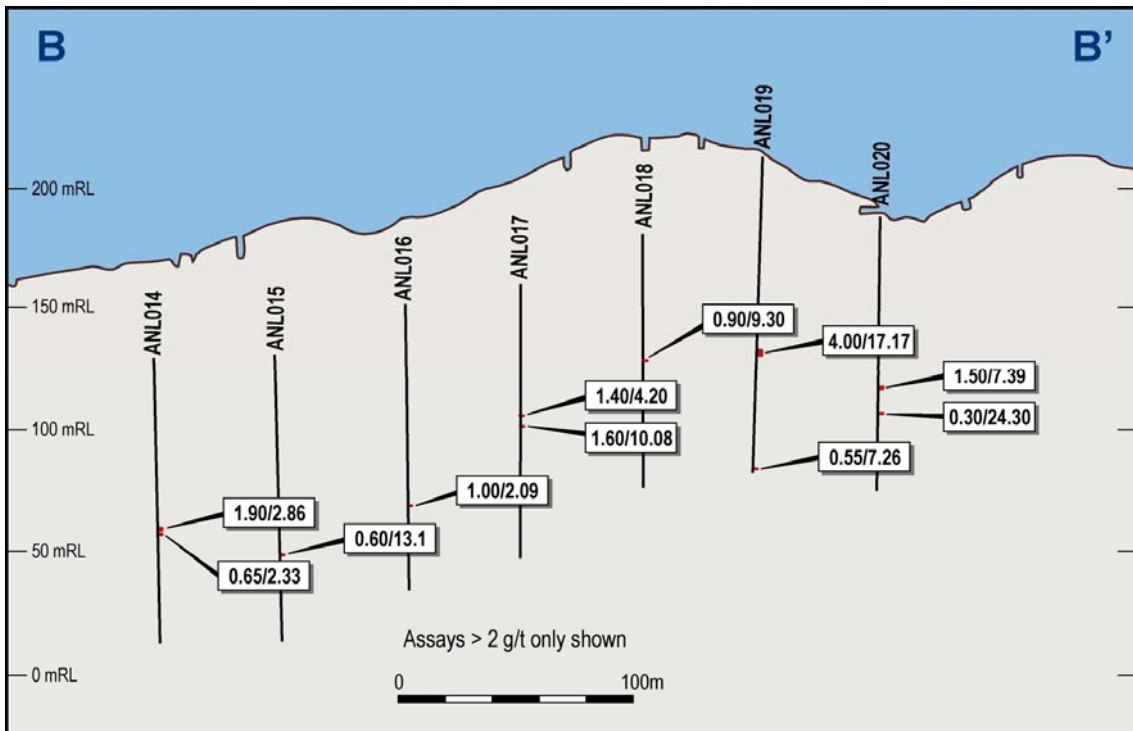 B
B'
ANL019
ANL020
200 mRL
ANL018
ANL016
ANL017
150 mRL
ANL014
ANL015
0.90/9.30
4.00/17.17
1.50/7.39
1.40/4.20
0.30/24.30
100 mRL
1.60/10.08
0.55/7.26
1.00/2.09
1.90/2.86
0.60/13.1
50 mRL
0.65/2.33
Assays > 2 g/t only shown
0 mRL
0
100m